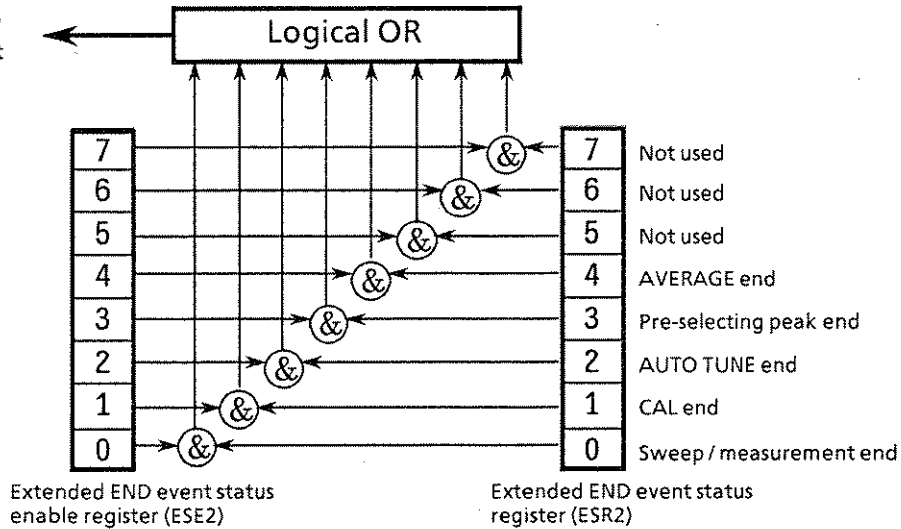 Logical OR
7 & 7 Not used
6 & 6 Not used
5 & 5 Not used
4 & 4 AVERAGE end
3 & 3 Pre-selecting peak end
2 & 2 AUTO TUNE end
1 & 1 CAL end
0 & 0 Sweep / measurement end
Extended END event status
enable register (ESE2)
Extended END event status
register (ESR2)